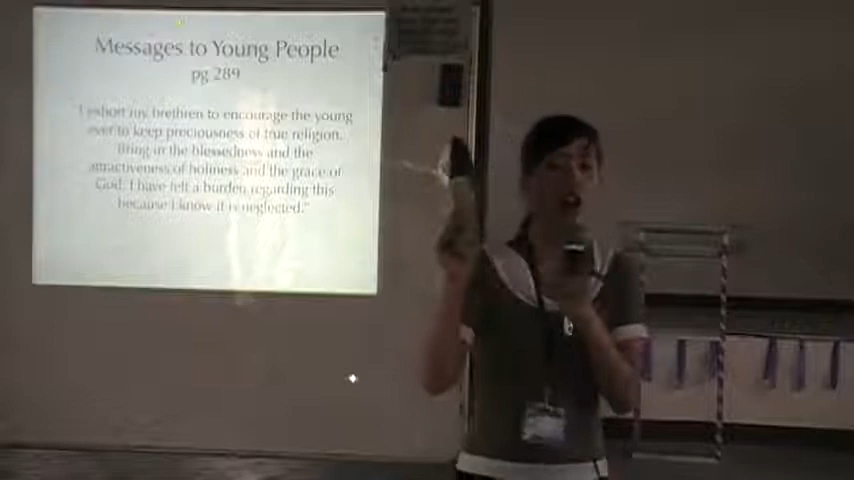 Messages to Young People
pg 289
I exhort my brethren to encourage the young
ever to keep preciousness of true religion.
Bring in the blessedness and the
attractiveness of holiness and the grace of
God. I have felt a burden regarding this
because I know it is neglected."